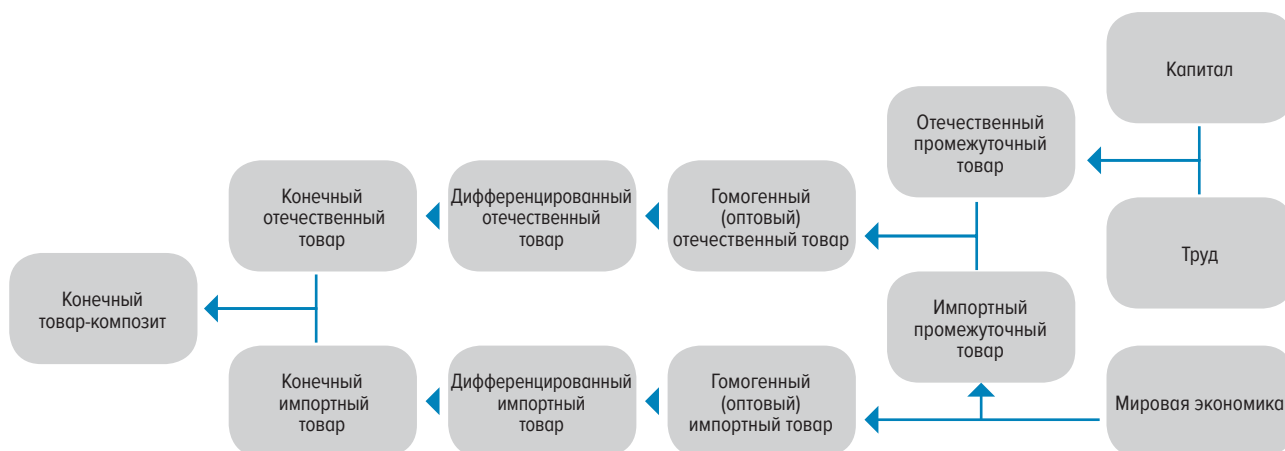 Капитал
Отечественный
промежуточный
товар
Конечный
отечественный
товар
Дифференцированный
отечественный
товар
Гомогенный
(оптовый)
отечественный товар
Труд
Конечный
товар-композит
Импортный
промежуточный
товар
Конечный
импортный
товар
Дифференцированный
импортный
товар
Гомогенный
(оптовый)
импортный товар
Мировая экономика